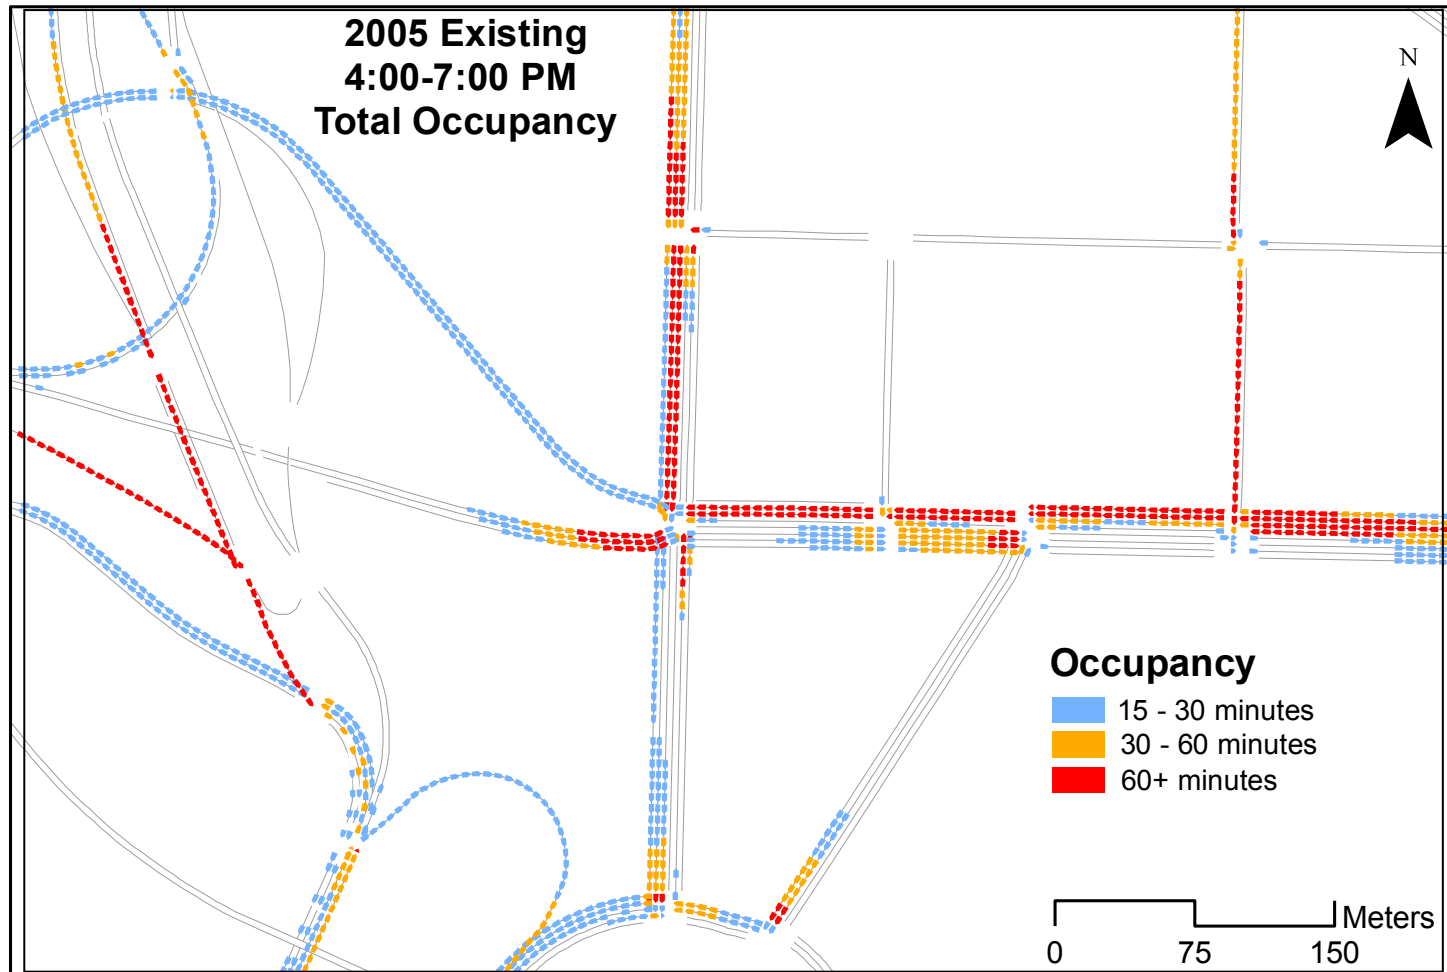 2005 Existing
4:00-7:00 PM
Total Occupancy
N
Occupancy
15 - 30 minutes
30 - 60 minutes
60+ minutes
Meters
0 75 150